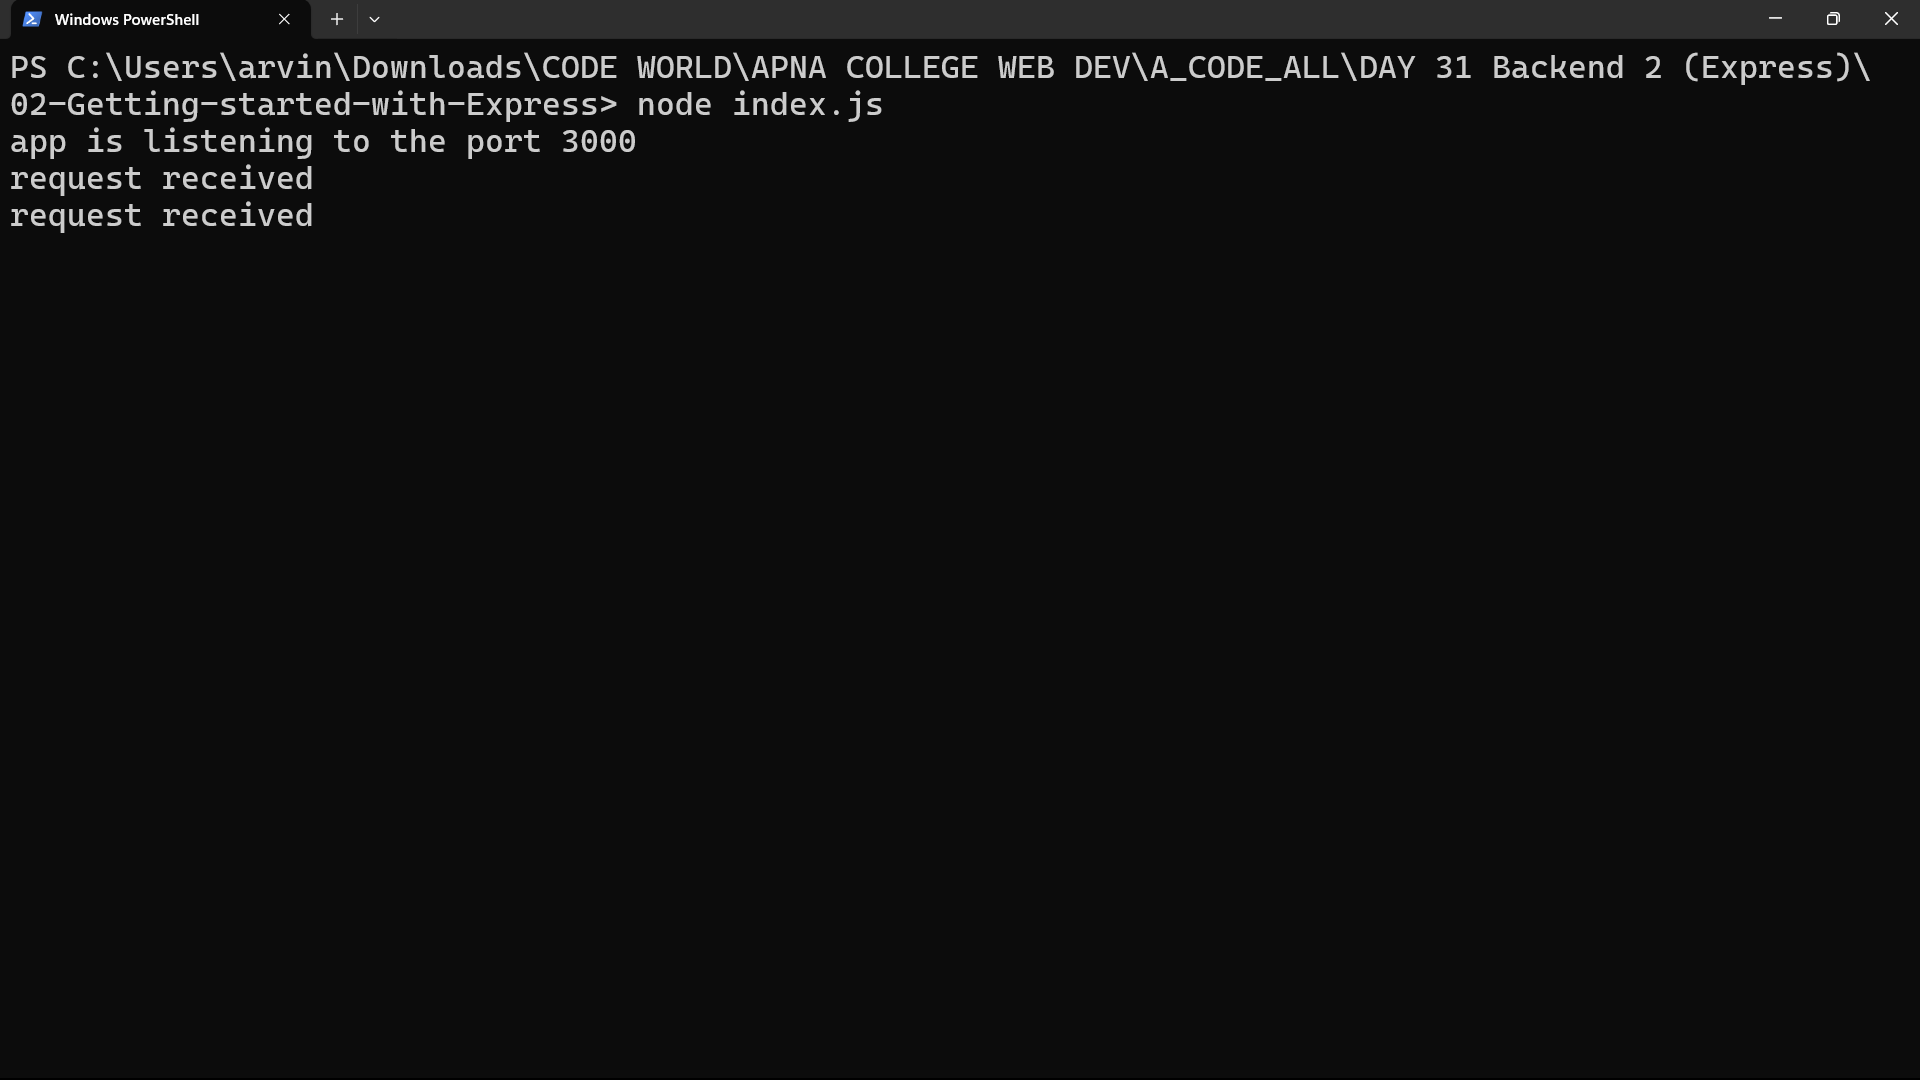 Windows PowerShell
PS C:\Users\arvin\Downloads\CODE WORLD\APNA COLLEGE WEB DEV\A_CODE_ALL\DAY 31 Backend 2 (Express)\
02-Getting-started-with-Express> node index.js
app is listening to the port 3000
request received
request received